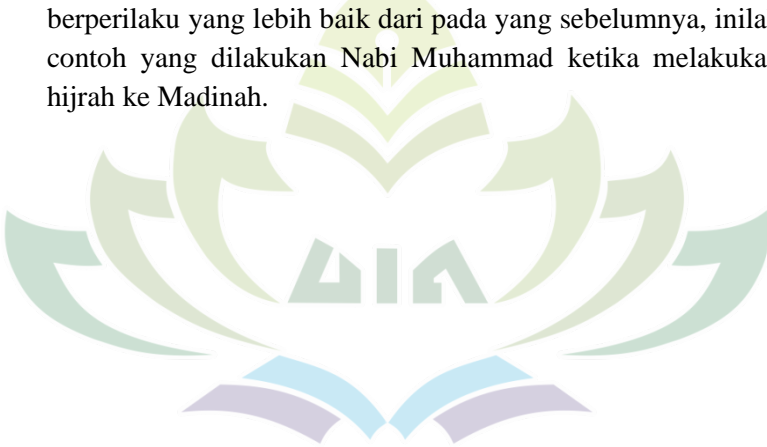 berperilaku yang lebih baik dari pada yang sebelumnya, inila
contoh yang dilakukan Nabi Muhammad ketika melakuka
hijrah ke Madinah.
UIN